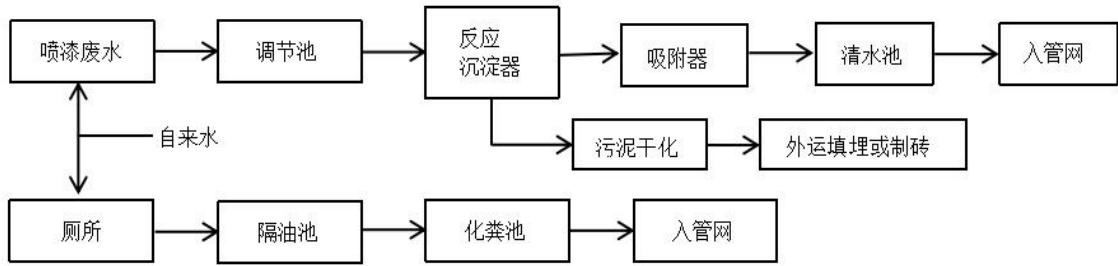 喷漆废水
调节池
反应
沉淀器
吸附器
清水池
入管网
自来水
污泥干化
外运填埋或制砖
厕所
隔油池
化粪池
入管网